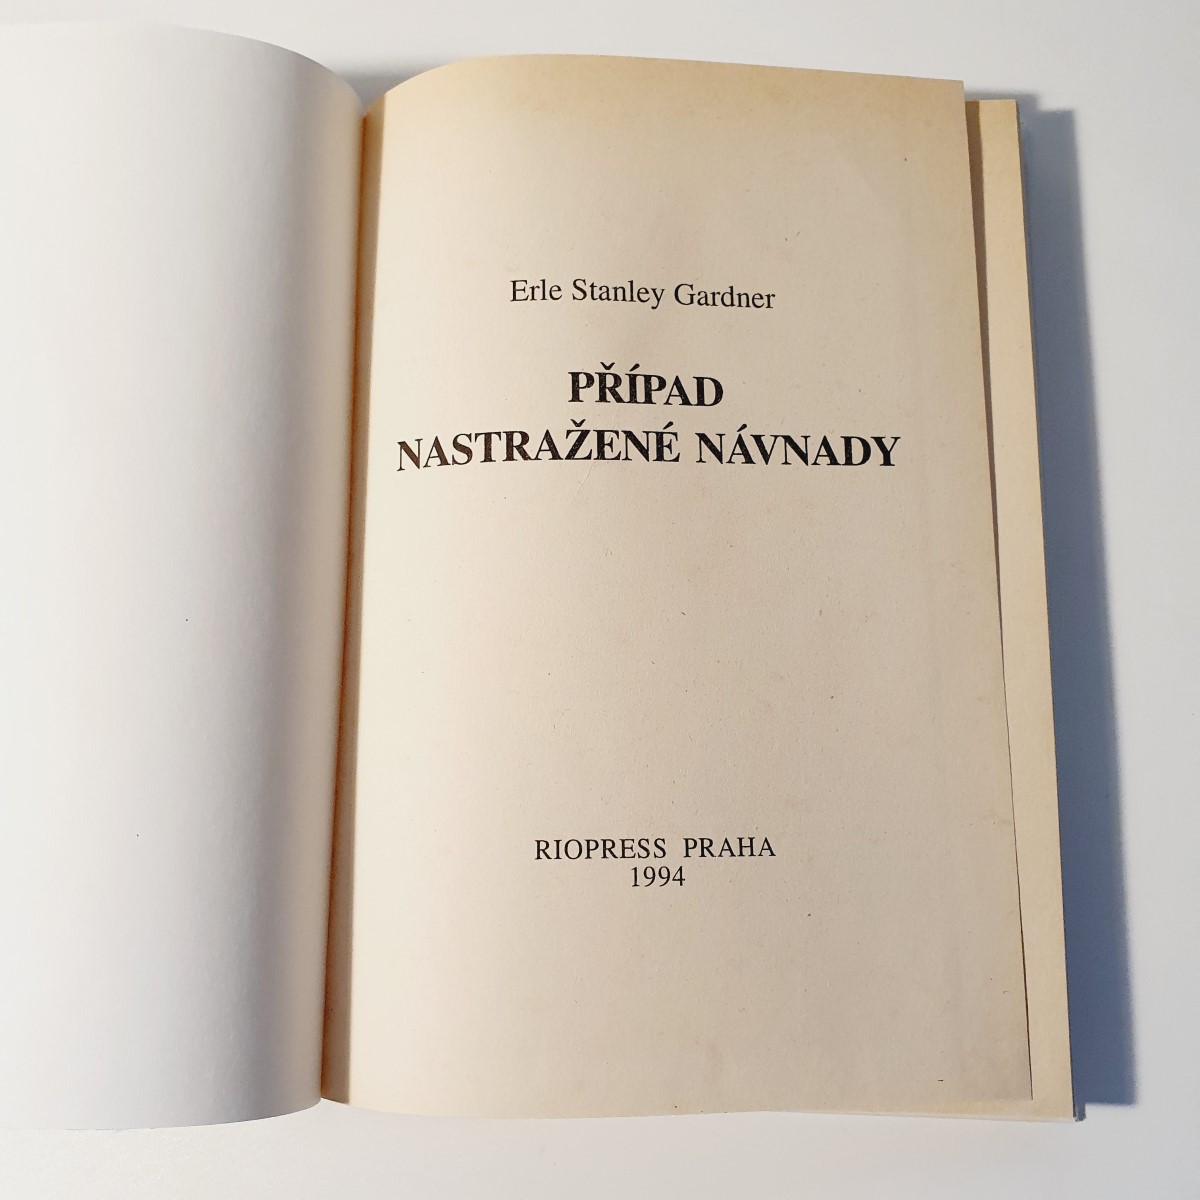 Erle Stanley Gardner
PŘÍPAD
NASTRAŽENÉ NÁVNADY
RIOPRESS PRAHA
1994